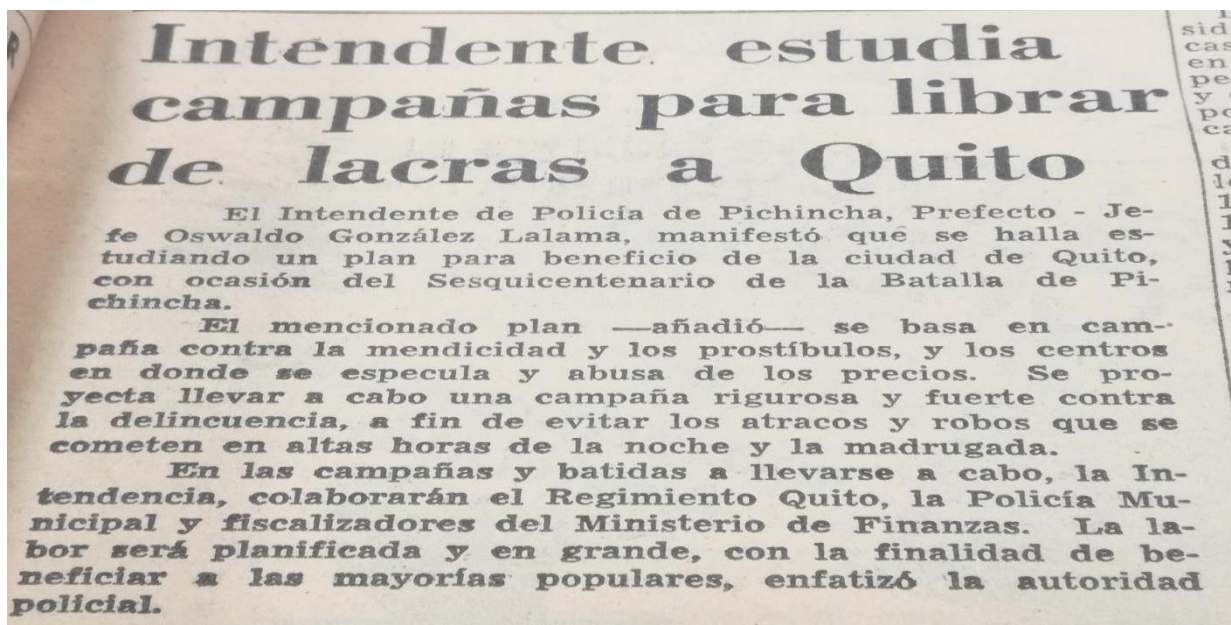 Intendente estudia
campañas para librar
de lacras a Quito
El Intendente de Policía de Pichincha, Prefecto - Je-
fe Oswaldo González Lalama, manifestó que se halla es-
tudiando un plan para beneficio de la ciudad de Quito,
con ocasión del Sesquicentenario de la Batalla de Pi-
chincha.
El mencionado plan —añadió— se basa en cam-
paña contra la mendicidad y los prostíbulos, y los centros
en donde se especula y abusa de los precios. Se pro-
yecta llevar a cabo una campaña rigurosa y fuerte contra
la delincuencia, a fin de evitar los atracos y robos que se
cometen en altas horas de la noche y la madrugada.
En las campañas y batidas a llevarse a cabo, la In-
tendencia, colaborarán el Regimiento Quito, la Policía Mu-
nicipal y fiscalizadores del Ministerio de Finanzas. La la-
bor será planificada y en grande, con la finalidad de be-
neficiar a las mayorías populares, enfatizó la autoridad
policial.